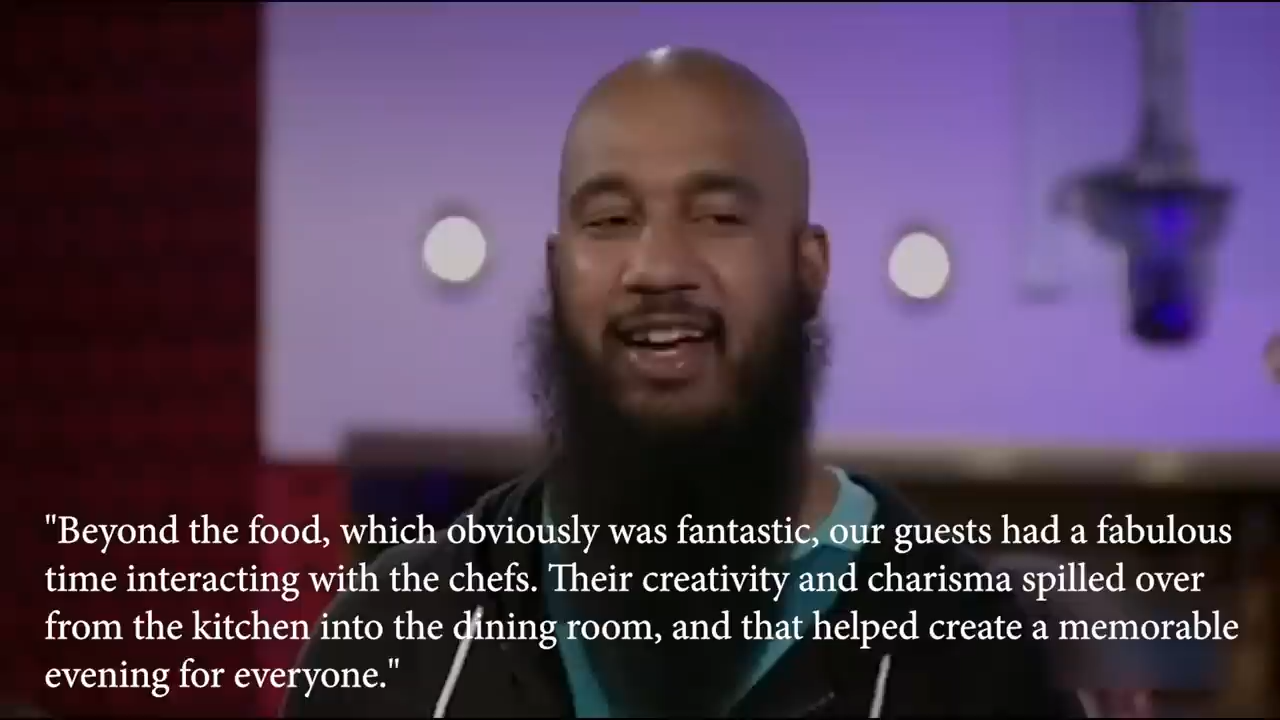 "Beyond the food, which obviously was fantastic, our guests had a fabulous
time interacting with the chefs. Their creativity and charisma spilled over
from the kitchen into the dining room, and that helped create a memorable
evening for everyone."